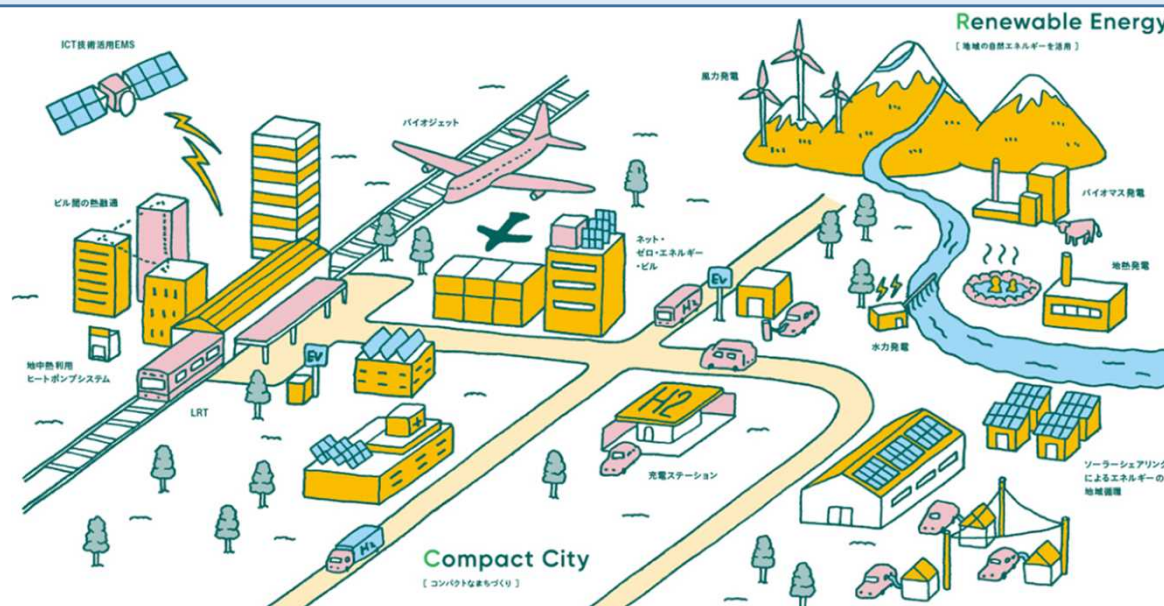 Renewable Energy
[ 地域の自然エネルギーを活用 ]
ICT技術活用EMS
風力発電
バイオジェット
バイオマス発電
ビル間の熱融通
ネット・
ゼロ・エネルギー
・ビル
地熱発電
EV
H2
水力発電
地中熱利用
ヒートポンプシステム
EV
LRT
H2
充電ステーション
ソーラーシェアリング
によるエネルギーの
地域循環
H2
Compact City
[ コンパクトなまちづくり ]